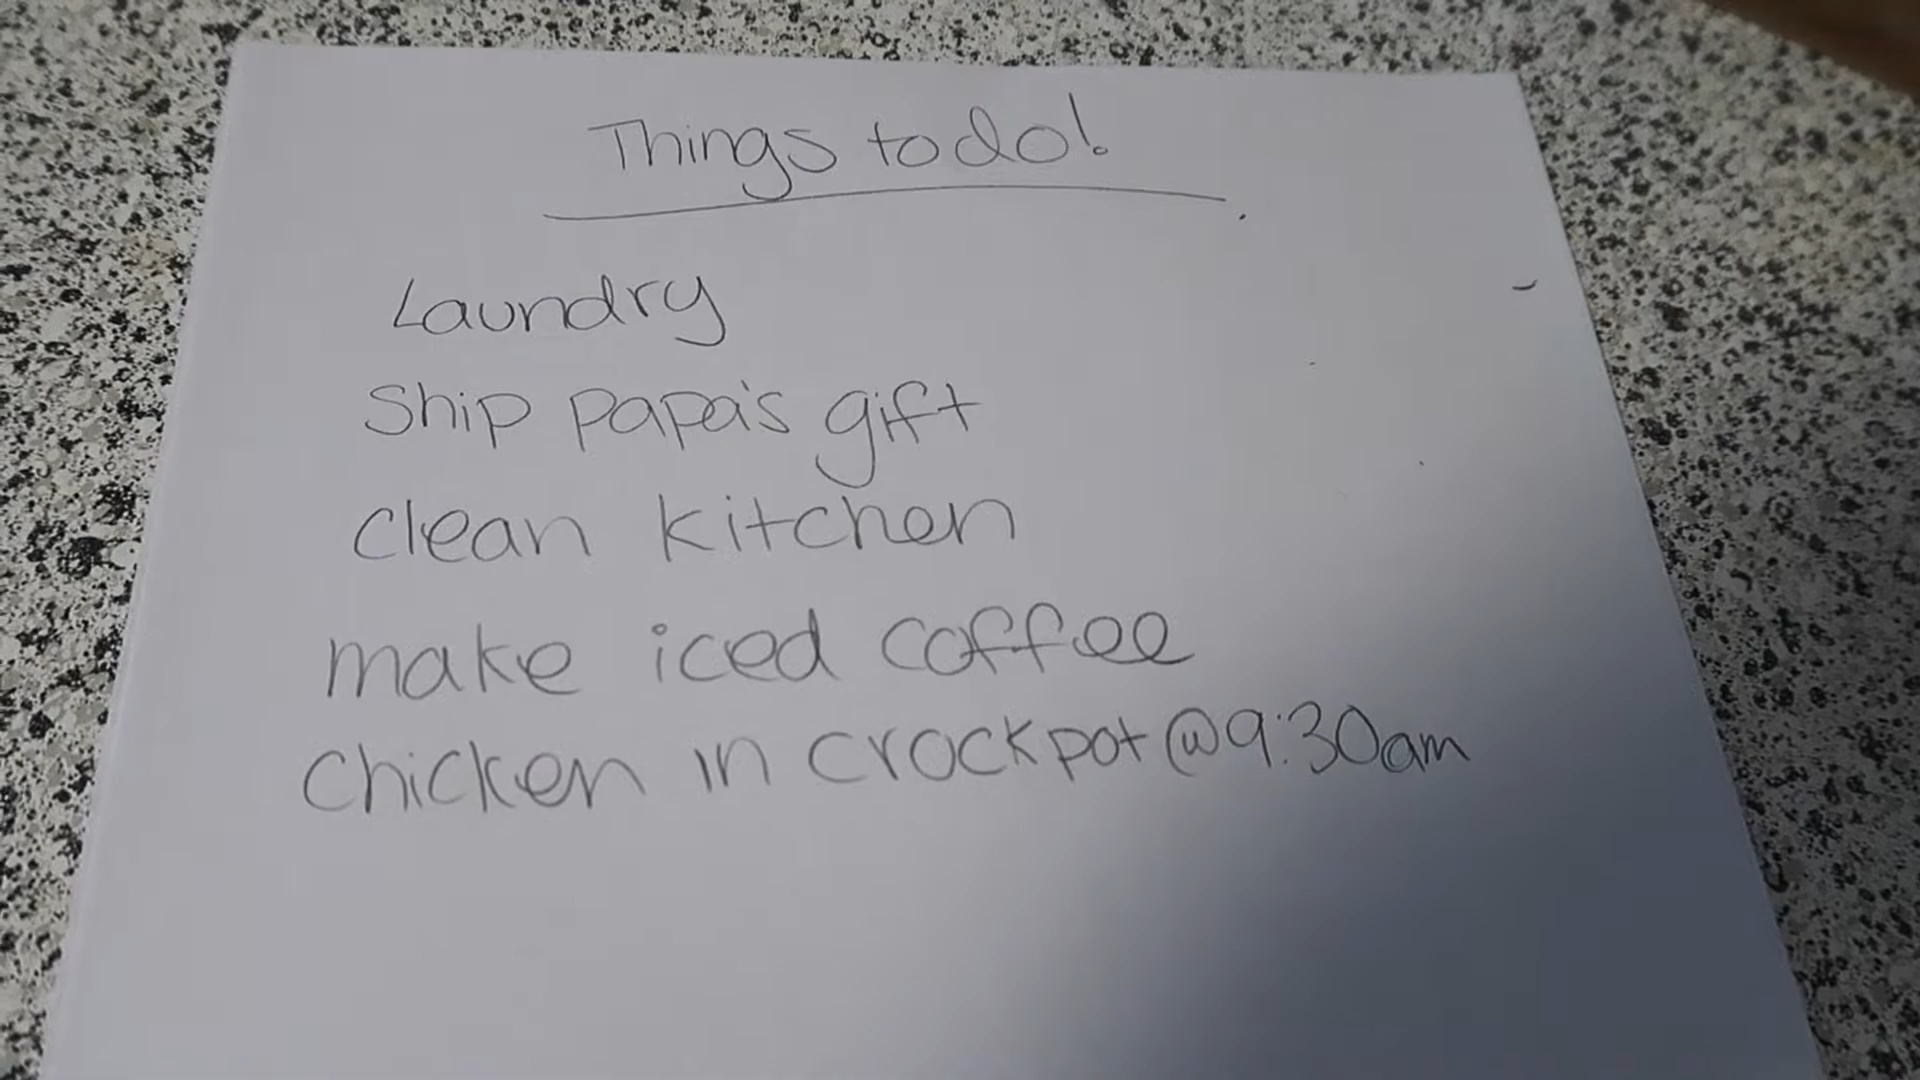 Things to do!
Laundry
Ship papa's gift
clean kitchen
make iced coffee
chicken in crockpot @ 9:30am